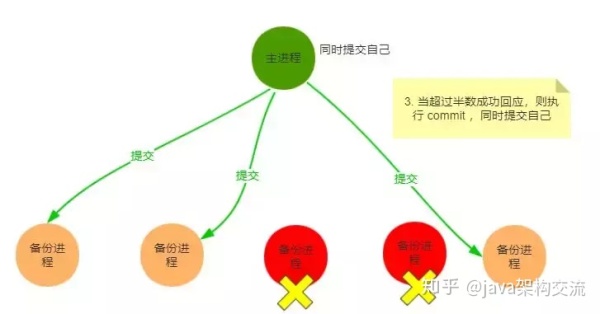 主进程
同时提交自己
3. 当超过半数成功回应，则执
行 commit ，同时提交自己
提交
提交
提交
备份进
程
备份进
程
备份进
程
备份进
程
备份进
程
知乎 @java架构交流